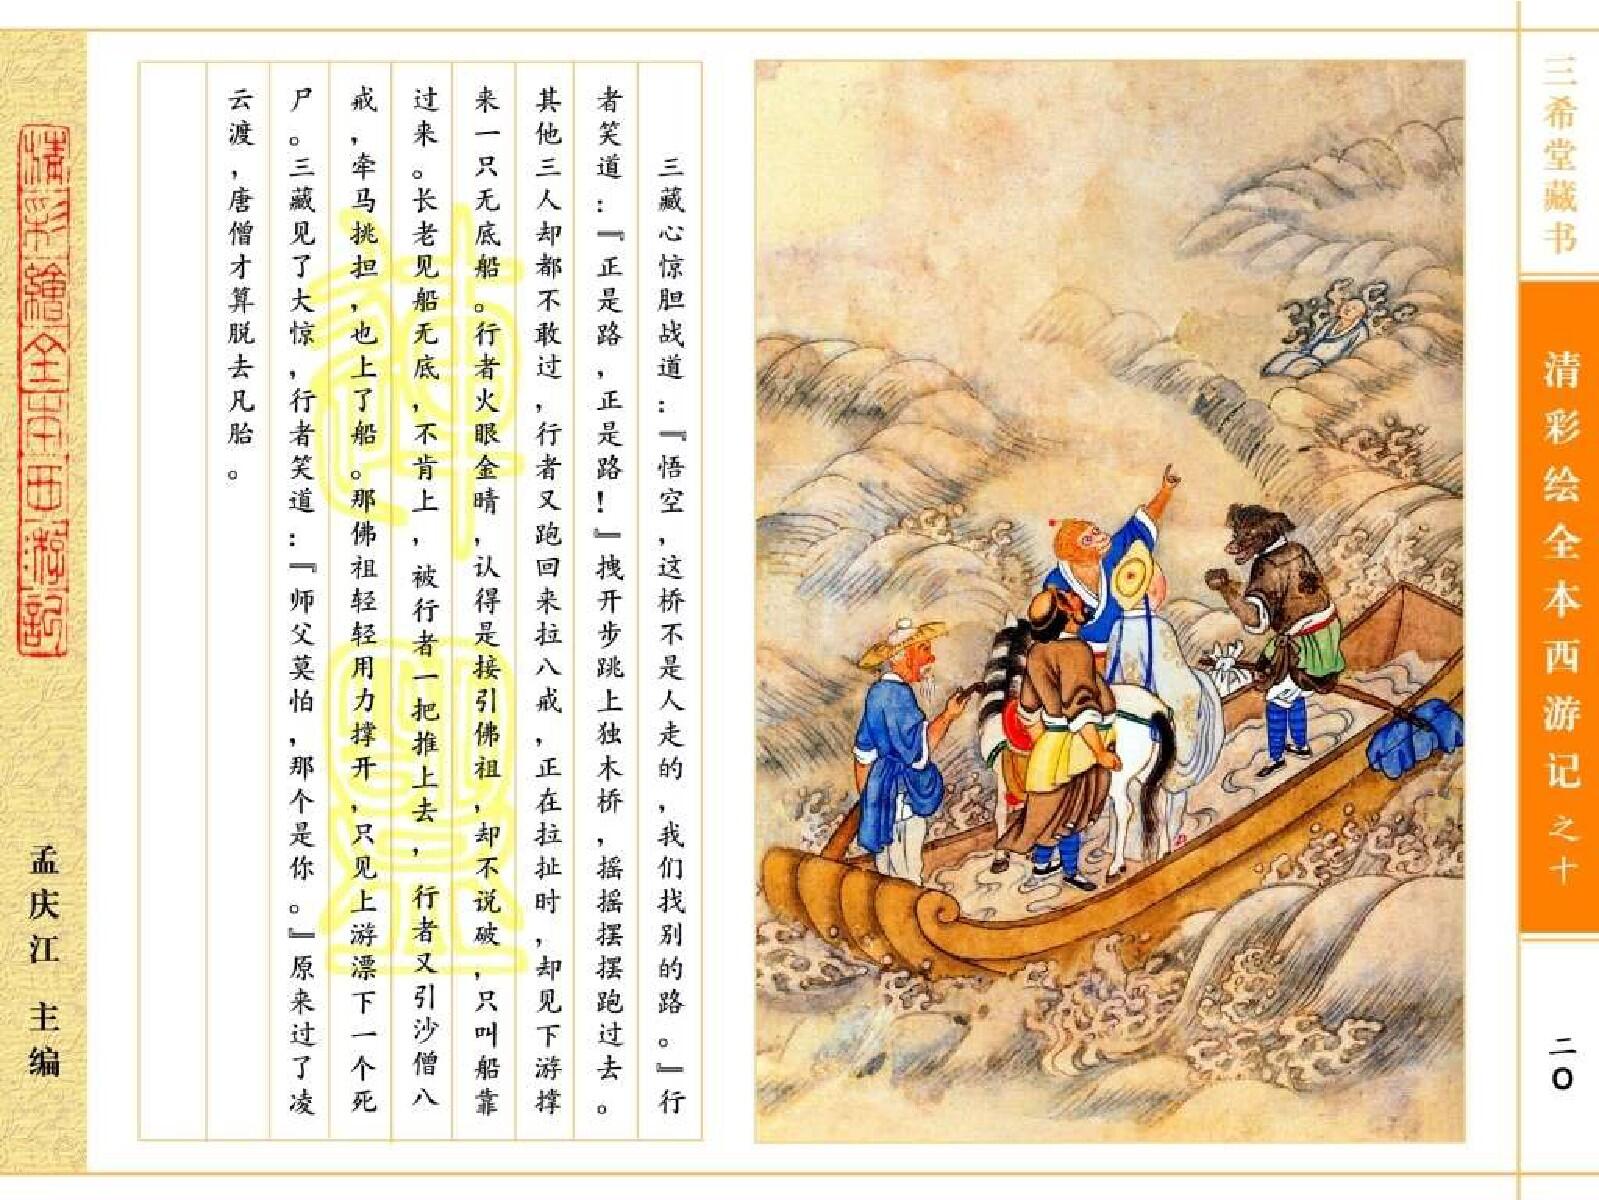 三希堂藏书
清彩绘全本西游记之十
二〇
三藏心惊胆战道：『悟空，这桥不是人走的，我们找别的路。』行
者笑道：『正是路，正是路！』拽开步跳上独木桥，摇摇摆摆跑过去。
其他三人却都不敢过，行者又跑回来拉八戒，正在拉扯时，却见下游撑
来一只无底船。行者火眼金睛，认得是接引佛祖，却不说破，只叫船靠
过来。长老见船无底，不肯上，被行者一把推上去，行者又引沙僧八
戒，牵马挑担，也上了船。那佛祖轻轻用力撑开，只见上游漂下一个死
尸。三藏见了大惊，行者笑道：『师父莫怕，那个是你。』原来过了凌
云渡，唐僧才算脱去凡胎。
清彩繪全本西游記
孟庆江 主编